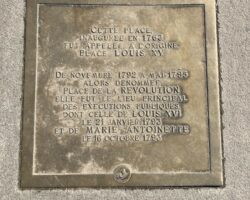 CETTE PLACE
INAUGURÉE EN 1763
FUT APPELÉE À L'ORIGINE
PLACE LOUIS XV
DE NOVEMBRE 1792 A MAI 1795
ALORS DÉNOMMÉE
PLACE DE LA RÉVOLUTION
ELLE FUT LE LIEU PRINCIPAL
DES EXÉCUTIONS PUBLIQUES
DONT CELLE DE LOUIS XVI
LE 21 JANVIER 1793
ET DE MARIE-ANTOINETTE
LE 16 OCTOBRE 1793